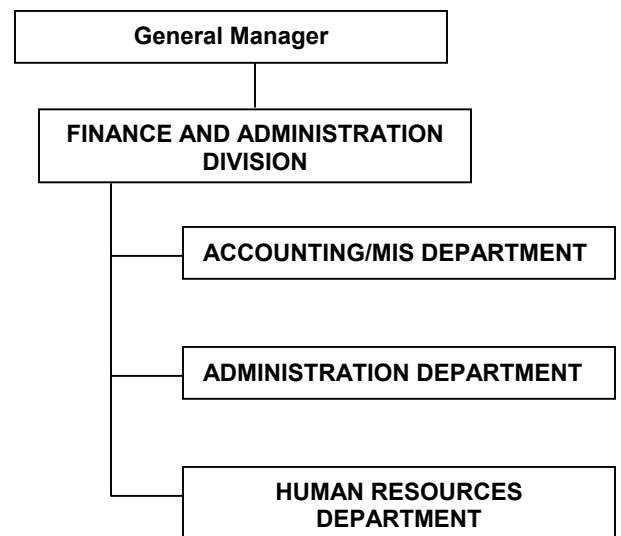 General Manager
FINANCE AND ADMINISTRATION
DIVISION
ACCOUNTING/MIS DEPARTMENT
ADMINISTRATION DEPARTMENT
HUMAN RESOURCES
DEPARTMENT